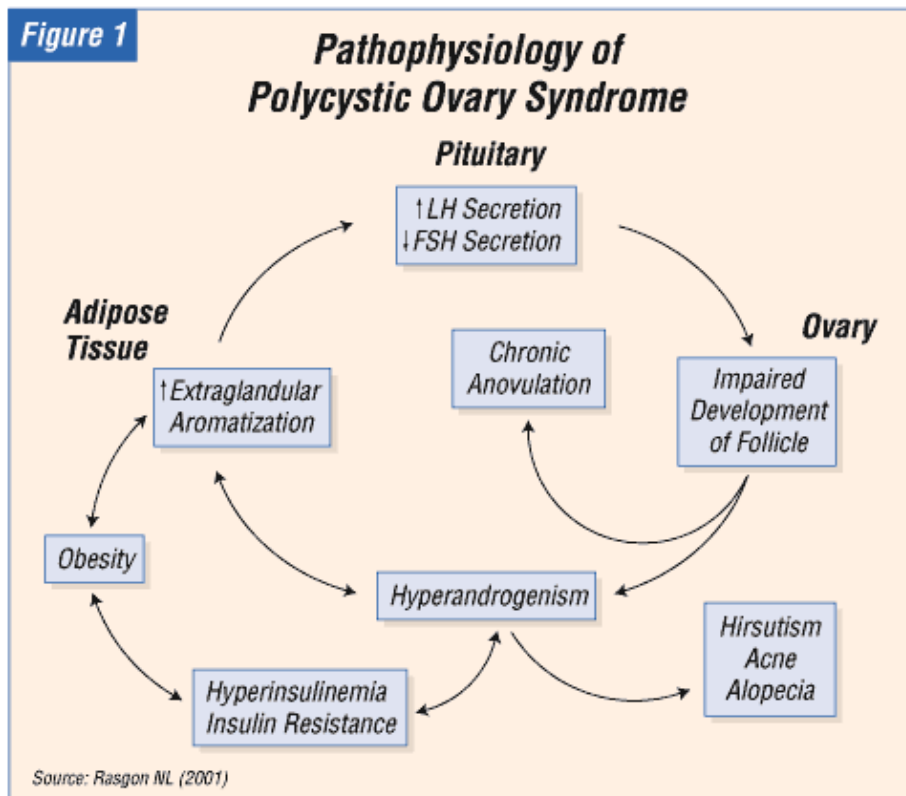 Figure 1
Pathophysiology of
Polycystic Ovary Syndrome
Pituitary
↑LH Secretion
↓FSH Secretion
Adipose
Tissue
Ovary
↑Extraglandular
Aromatization
Chronic
Anovulation
Impaired
Development
of Follicle
Obesity
Hyperandrogenism
Hirsutism
Acne
Alopecia
Hyperinsulinemia
Insulin Resistance
Source: Rasgon NL (2001)